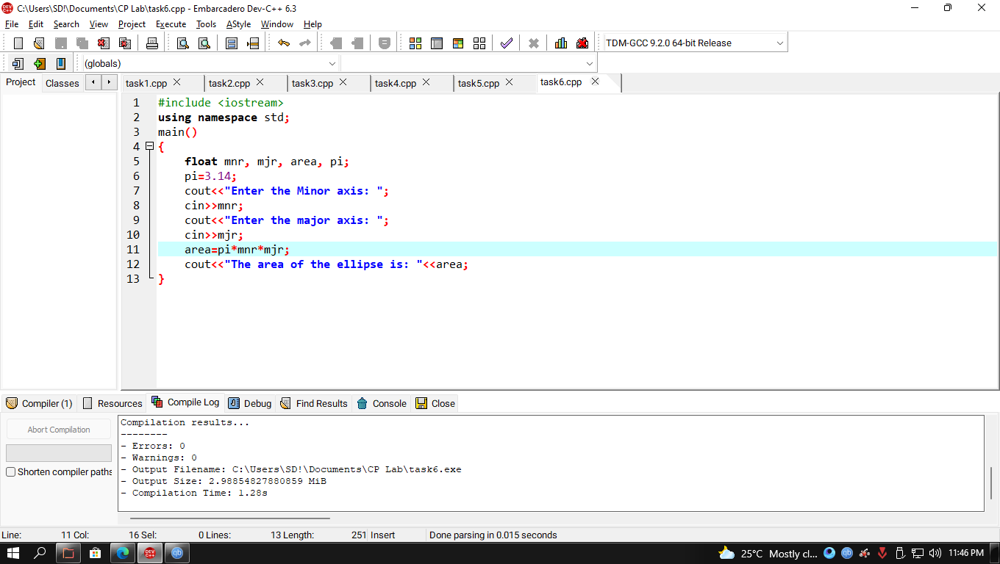 C:\Users\SD!\Documents\CP Lab\task6.cpp - Embarcadero Dev-C++ 6.3
File Edit Search View Project Execute Tools AStyle Window Help
TDM-GCC 9.2.0 64-bit Release
(globals)
Project Classes task1.cpp task2.cpp task3.cpp task4.cpp task5.cpp task6.cpp
1 #include <iostream>
2 using namespace std;
3 main()
4 {
5 float mnr, mjr, area, pi;
6 pi=3.14;
7 cout<<"Enter the Minor axis: ";
8 cin>>mnr;
9 cout<<"Enter the major axis: ";
10 cin>>mjr;
11 area=pi*mnr*mjr;
12 cout<<"The area of the ellipse is: "<<area;
13 }
Compiler (1) Resources Compile Log Debug Find Results Console Close
Abort Compilation
Shorten compiler paths
Compilation results...
--------
- Errors: 0
- Warnings: 0
- Output Filename: C:\Users\SD!\Documents\CP Lab\task6.exe
- Output Size: 2.98854827880859 MiB
- Compilation Time: 1.28s
Line: 11 Col: 16 Sel: 0 Lines: 13 Length: 251 Insert Done parsing in 0.015 seconds
DEV C++ qb 25°C Mostly cl... qb 11:46 PM